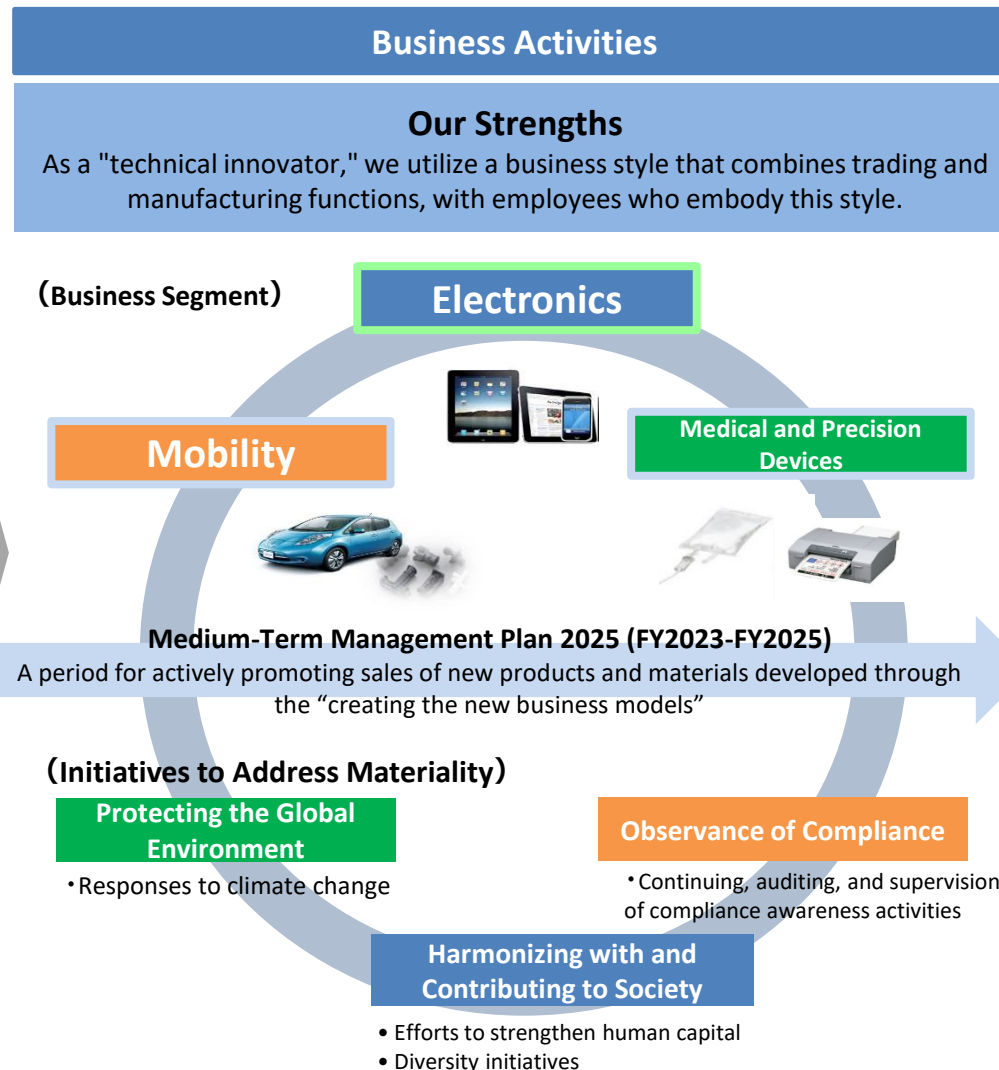 Business Activities
Our Strengths
As a "technical innovator," we utilize a business style that combines trading and
manufacturing functions, with employees who embody this style.
（Business Segment）
Electronics
Mobility
Medical and Precision
Devices
Medium-Term Management Plan 2025 (FY2023-FY2025)
A period for actively promoting sales of new products and materials developed through
the “creating the new business models”
（Initiatives to Address Materiality）
Protecting the Global
Environment
・Responses to climate change
Observance of Compliance
・Continuing, auditing, and supervision
of compliance awareness activities
Harmonizing with and
Contributing to Society
• Efforts to strengthen human capital
• Diversity initiatives